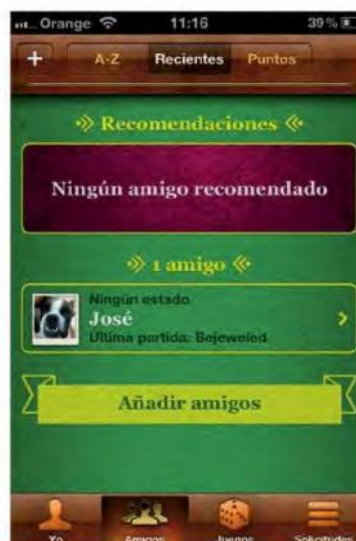 Orange 11:16 39 %
+ A-Z Recientes Puntos
Recomendaciones
Ningún amigo recomendado
1 amigo
Ningún estado
José
Última partida: Bejeweled
Añadir amigos
Yo Amigos Juegos Solicitudes